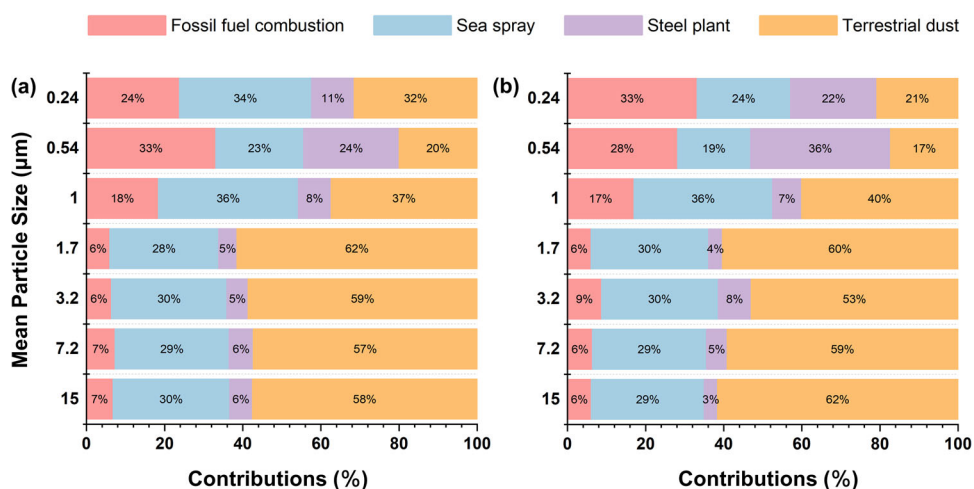 Fossil fuel combustion Sea spray Steel plant Terrestrial dust
(a)
Mean Particle Size (μm)
0.24 24% 34% 11% 32%
0.54 33% 23% 24% 20%
1 18% 36% 8% 37%
1.7 6% 28% 5% 62%
3.2 6% 30% 5% 59%
7.2 7% 29% 6% 57%
15 7% 30% 6% 58%
0 20 40 60 80 100
Contributions (%)
(b)
0.24 33% 24% 22% 21%
0.54 28% 19% 36% 17%
1 17% 36% 7% 40%
1.7 6% 30% 4% 60%
3.2 9% 30% 8% 53%
7.2 6% 29% 5% 59%
15 6% 29% 3% 62%
0 20 40 60 80 100
Contributions (%)